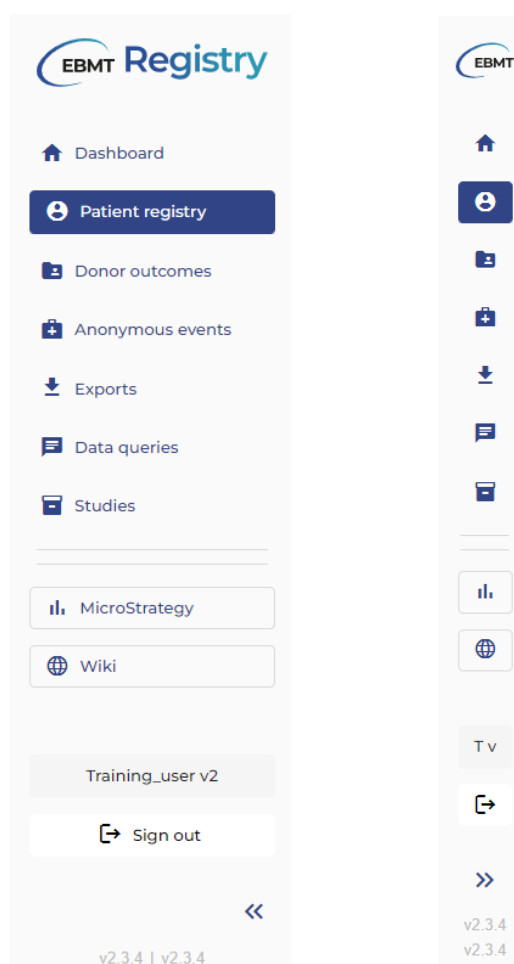 EBMT Registry
Dashboard
Patient registry
Donor outcomes
Anonymous events
Exports
Data queries
Studies
MicroStrategy
Wiki
Training_user v2
Sign out
v2.3.4 | v2.3.4
EBMT
T v
v2.3.4
v2.3.4